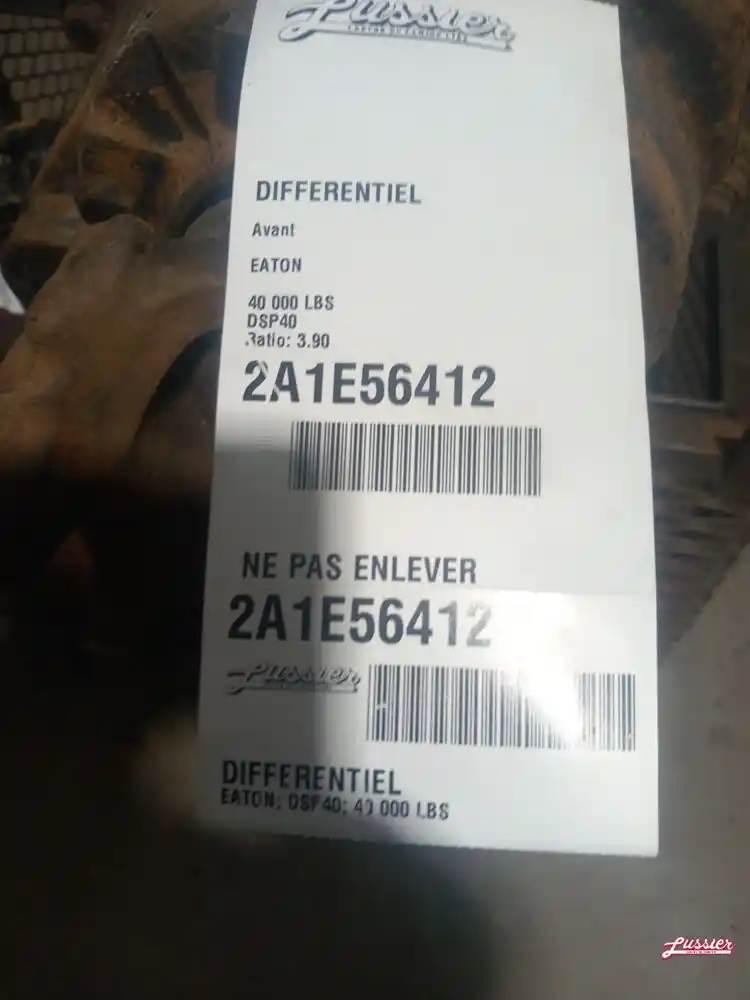 Lussier
DIFFERENTIEL
Avant
EATON
40 000 LBS
DSP40
Ratio: 3.90
2A1E56412
NE PAS ENLEVER
2A1E56412
Lussier
DIFFERENTIEL
EATON; DSP40; 40 000 LBS
Lussier